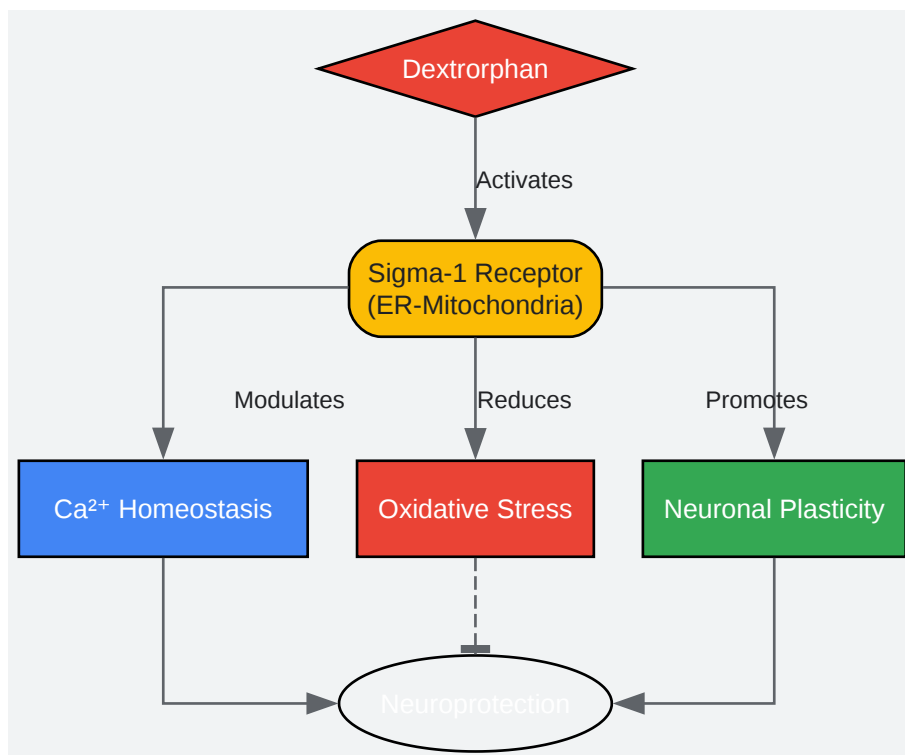 Dextrorphan
Activates
Sigma-1 Receptor
(ER-Mitochondria)
Modulates
Reduces
Promotes
Ca²⁺ Homeostasis
Oxidative Stress
Neuronal Plasticity
Neuroprotection